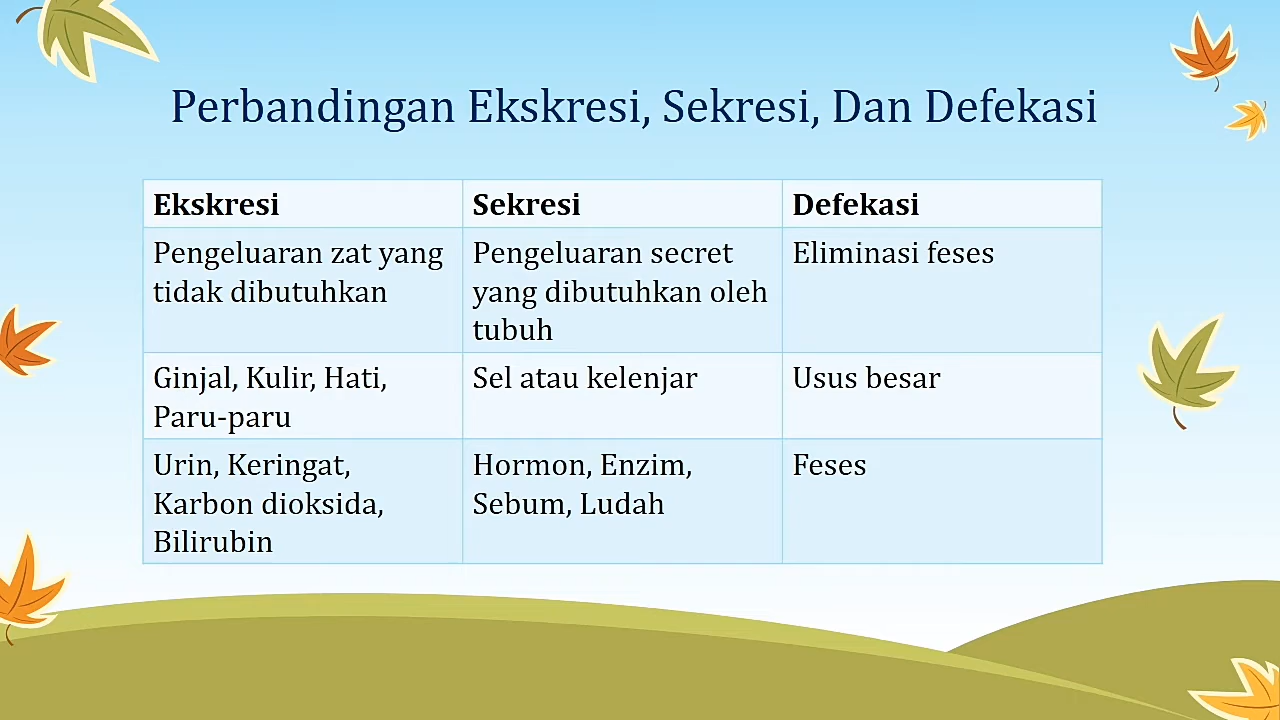 Perbandingan Ekskresi, Sekresi, Dan Defekasi
Ekskresi
Sekresi
Defekasi
Pengeluaran zat yang
tidak dibutuhkan
Pengeluaran secret
yang dibutuhkan oleh
tubuh
Eliminasi feses
Ginjal, Kulir, Hati,
Paru-paru
Sel atau kelenjar
Usus besar
Urin, Keringat,
Karbon dioksida,
Bilirubin
Hormon, Enzim,
Sebum, Ludah
Feses